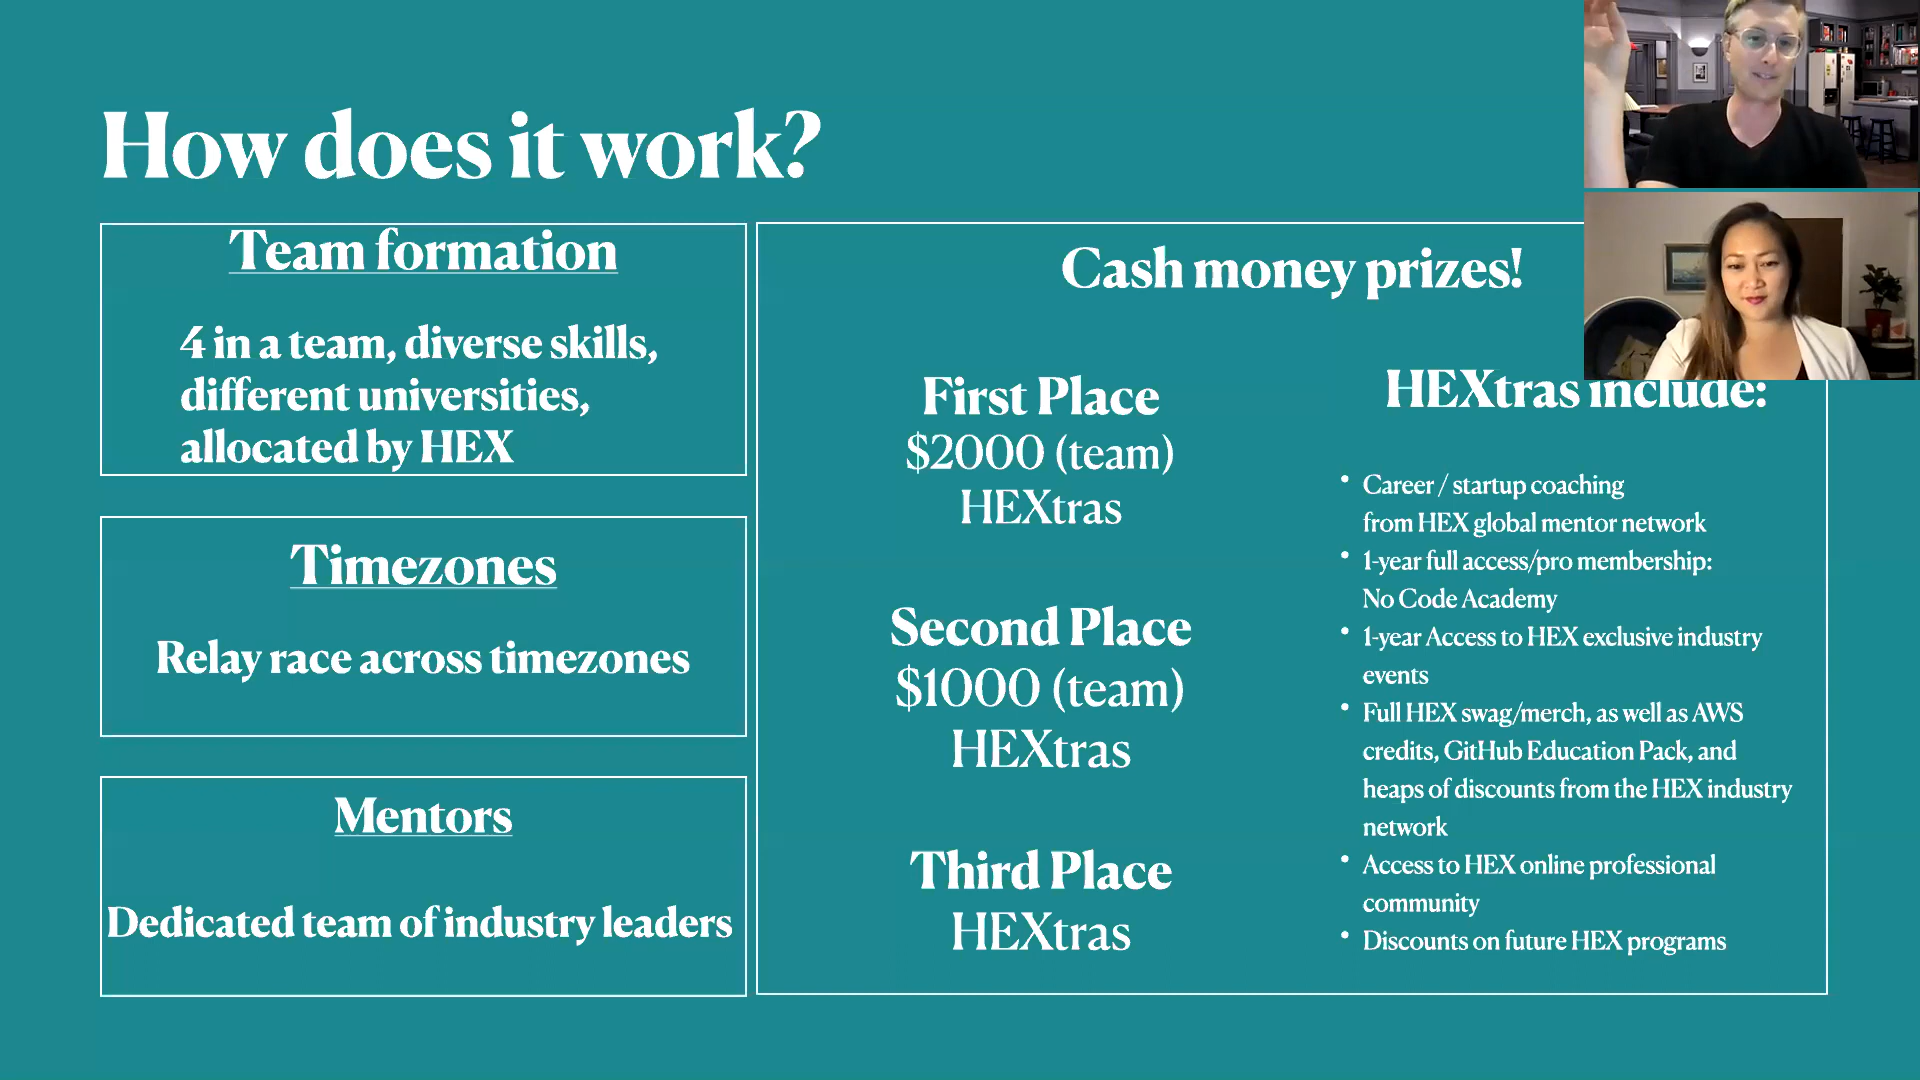 How does it work?
Team formation
4 in a team, diverse skills,
different universities,
allocated by HEX
Timezones
Relay race across timezones
Mentors
Dedicated team of industry leaders
Cash money prizes!
First Place
$2000 (team)
HEXtras
Second Place
$1000 (team)
HEXtras
Third Place
HEXtras
HEXtras include:
• Career / startup coaching
from HEX global mentor network
• 1-year full access/pro membership:
No Code Academy
• 1-year Access to HEX exclusive industry
events
• Full HEX swag/merch, as well as AWS
credits, GitHub Education Pack, and
heaps of discounts from the HEX industry
network
• Access to HEX online professional
community
• Discounts on future HEX programs